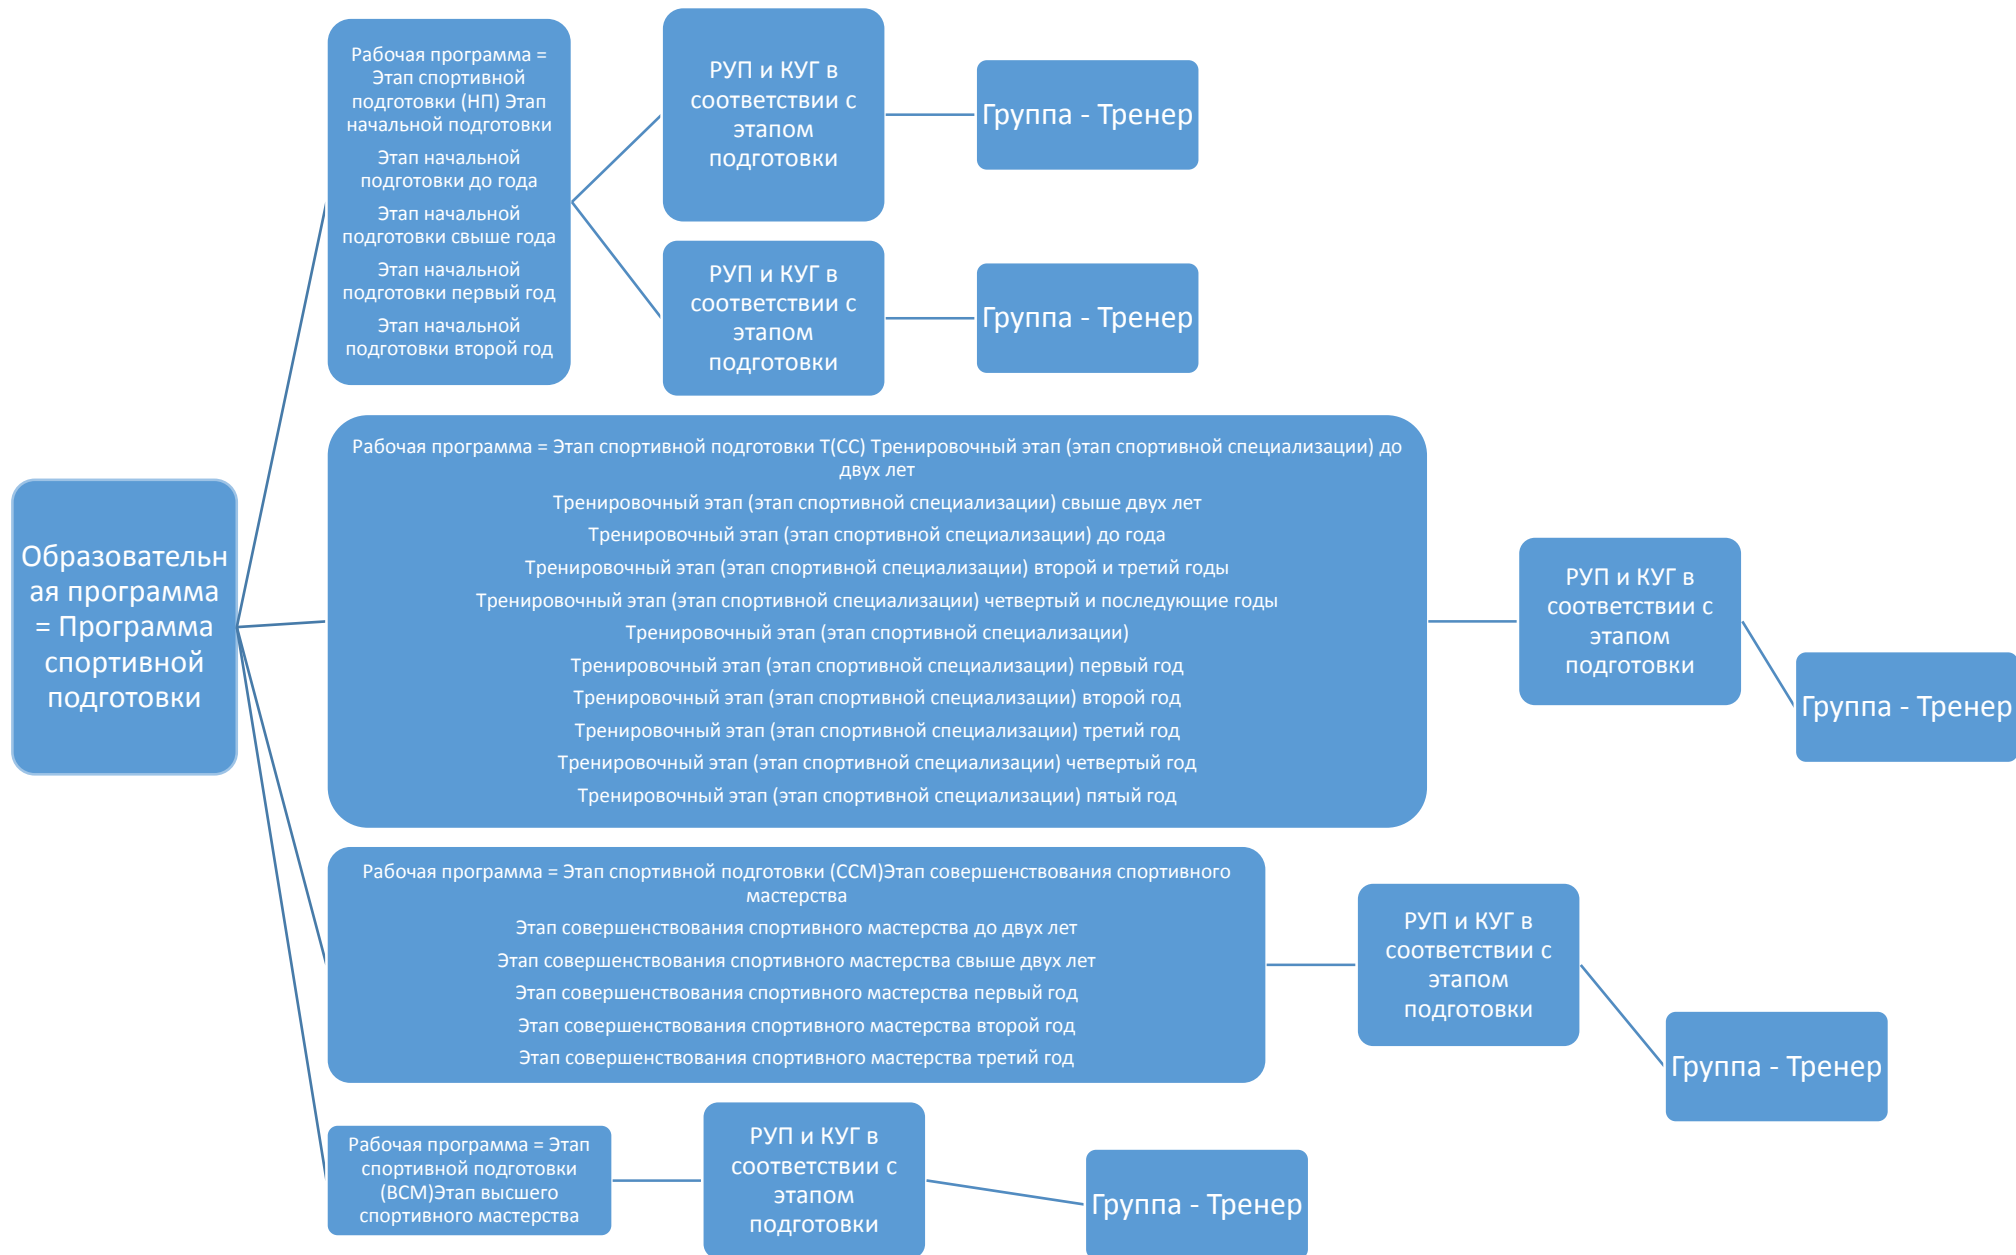 Образовательн
ая программа
= Программа
спортивной
подготовки
Рабочая программа =
Этап спортивной
подготовки (НП) Этап
начальной подготовки
Этап начальной
подготовки до года
Этап начальной
подготовки свыше года
Этап начальной
подготовки первый год
Этап начальной
подготовки второй год
РУП и КУГ в
соответствии с
этапом
подготовки
Группа - Тренер
РУП и КУГ в
соответствии с
этапом
подготовки
Группа - Тренер
Рабочая программа = Этап спортивной подготовки Т(СС) Тренировочный этап (этап спортивной специализации) до
двух лет
Тренировочный этап (этап спортивной специализации) свыше двух лет
Тренировочный этап (этап спортивной специализации) до года
Тренировочный этап (этап спортивной специализации) второй и третий годы
Тренировочный этап (этап спортивной специализации) четвертый и последующие годы
Тренировочный этап (этап спортивной специализации)
Тренировочный этап (этап спортивной специализации) первый год
Тренировочный этап (этап спортивной специализации) второй год
Тренировочный этап (этап спортивной специализации) третий год
Тренировочный этап (этап спортивной специализации) четвертый год
Тренировочный этап (этап спортивной специализации) пятый год
РУП и КУГ в
соответствии с
этапом
подготовки
Группа - Тренер
Рабочая программа = Этап спортивной подготовки (ССМ)Этап совершенствования спортивного
мастерства
Этап совершенствования спортивного мастерства до двух лет
Этап совершенствования спортивного мастерства свыше двух лет
Этап совершенствования спортивного мастерства первый год
Этап совершенствования спортивного мастерства второй год
Этап совершенствования спортивного мастерства третий год
РУП и КУГ в
соответствии с
этапом
подготовки
Группа - Тренер
Рабочая программа = Этап
спортивной подготовки
(ВСМ)Этап высшего
спортивного мастерства
РУП и КУГ в
соответствии с
этапом
подготовки
Группа - Тренер